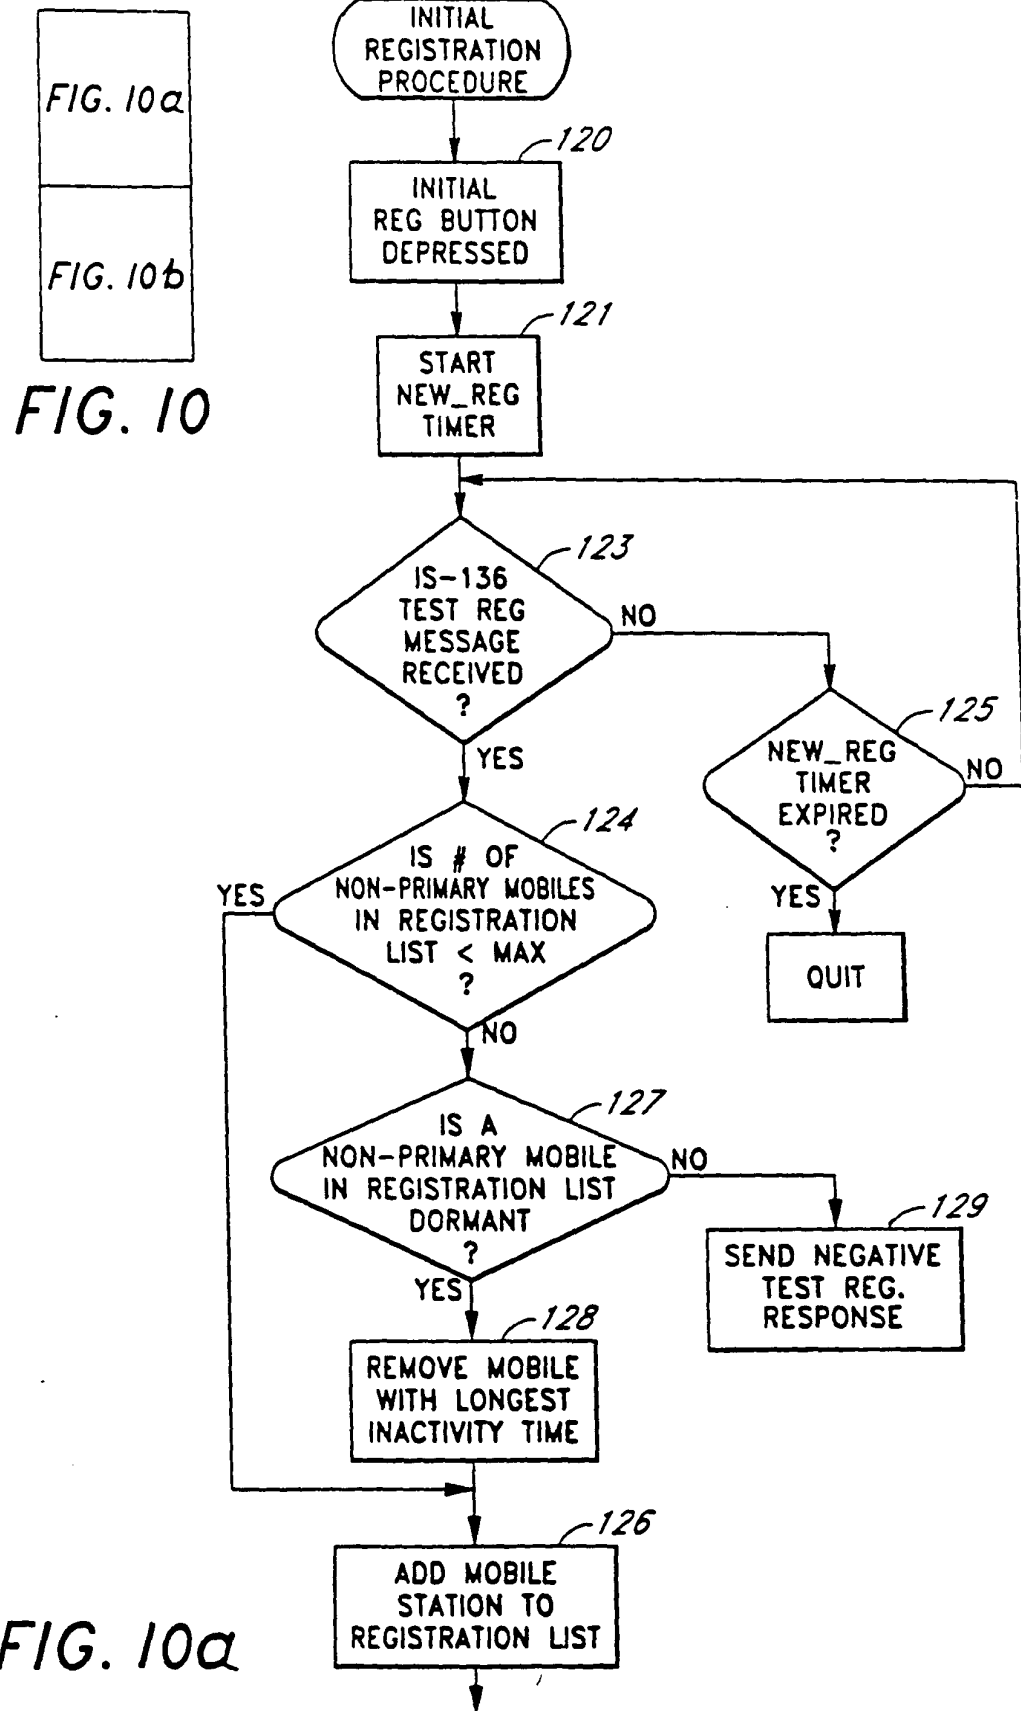 FIG. 10a
FIG. 10b
FIG. 10
INITIAL
REGISTRATION
PROCEDURE
120
INITIAL
REG BUTTON
DEPRESSED
121
START
NEW_REG
TIMER
123
IS-136
TEST REG
MESSAGE
RECEIVED
?
NO
YES
125
NEW_REG
TIMER
EXPIRED
?
NO
YES
QUIT
124
IS # OF
NON-PRIMARY MOBILES
IN REGISTRATION
LIST < MAX
?
YES
NO
127
IS A
NON-PRIMARY MOBILE
IN REGISTRATION LIST
DORMANT
?
NO
YES
129
SEND NEGATIVE
TEST REG.
RESPONSE
128
REMOVE MOBILE
WITH LONGEST
INACTIVITY TIME
126
ADD MOBILE
STATION TO
REGISTRATION LIST
FIG. 10a